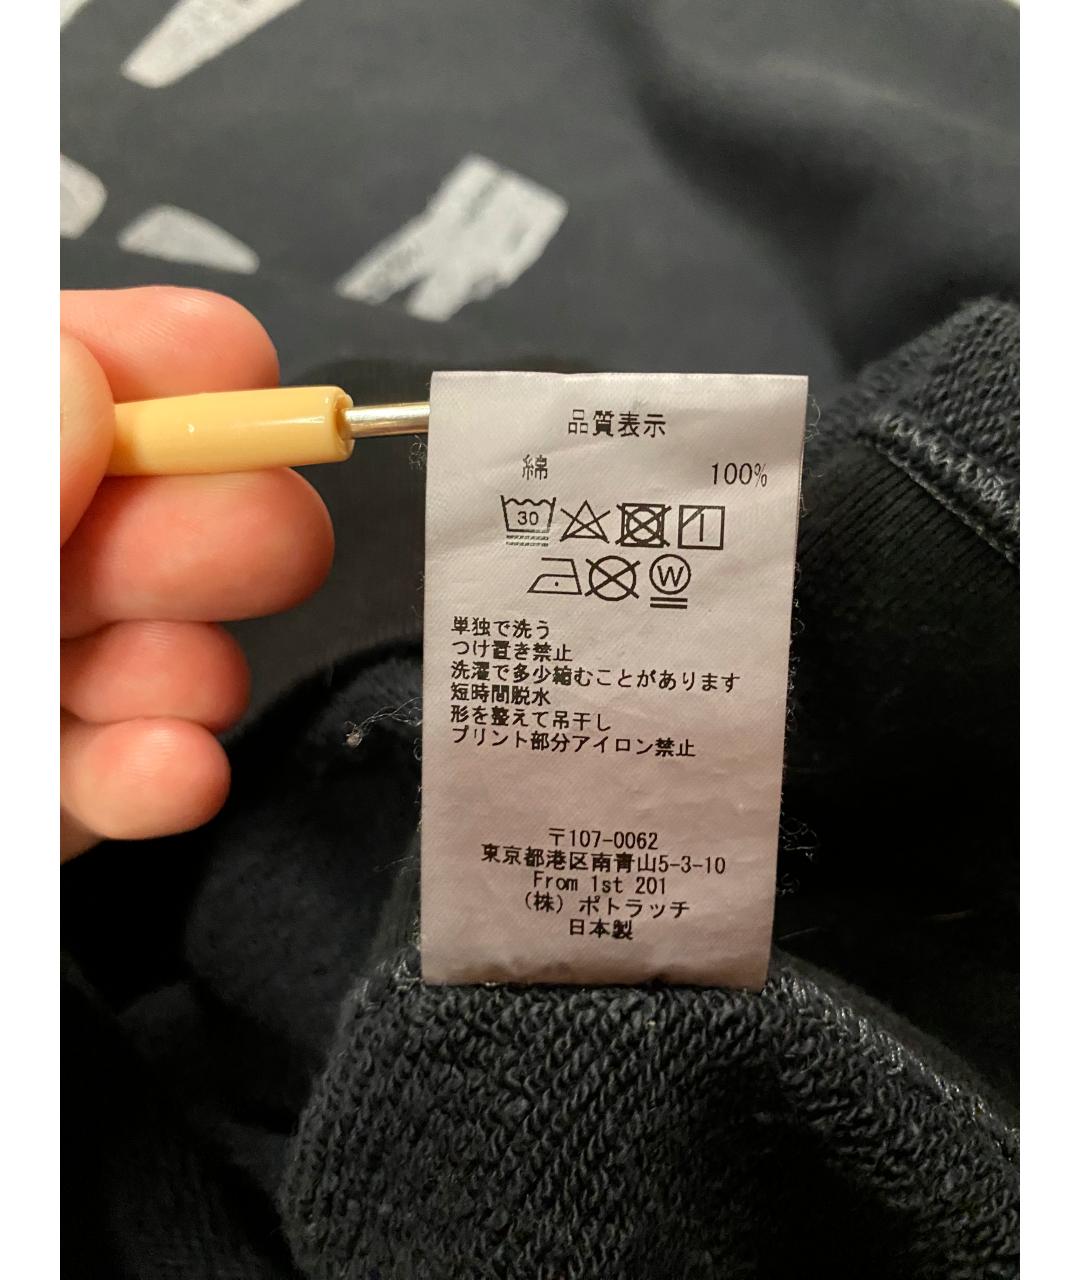 品質表示
綿 100%
30
W
単独で洗う
つけ置き禁止
洗濯で多少縮むことがあります
短時間脱水
形を整えて吊干し
プリント部分アイロン禁止
〒107-0062
東京都港区南青山5-3-10
From 1st 201
（株）ポトラッチ
日本製